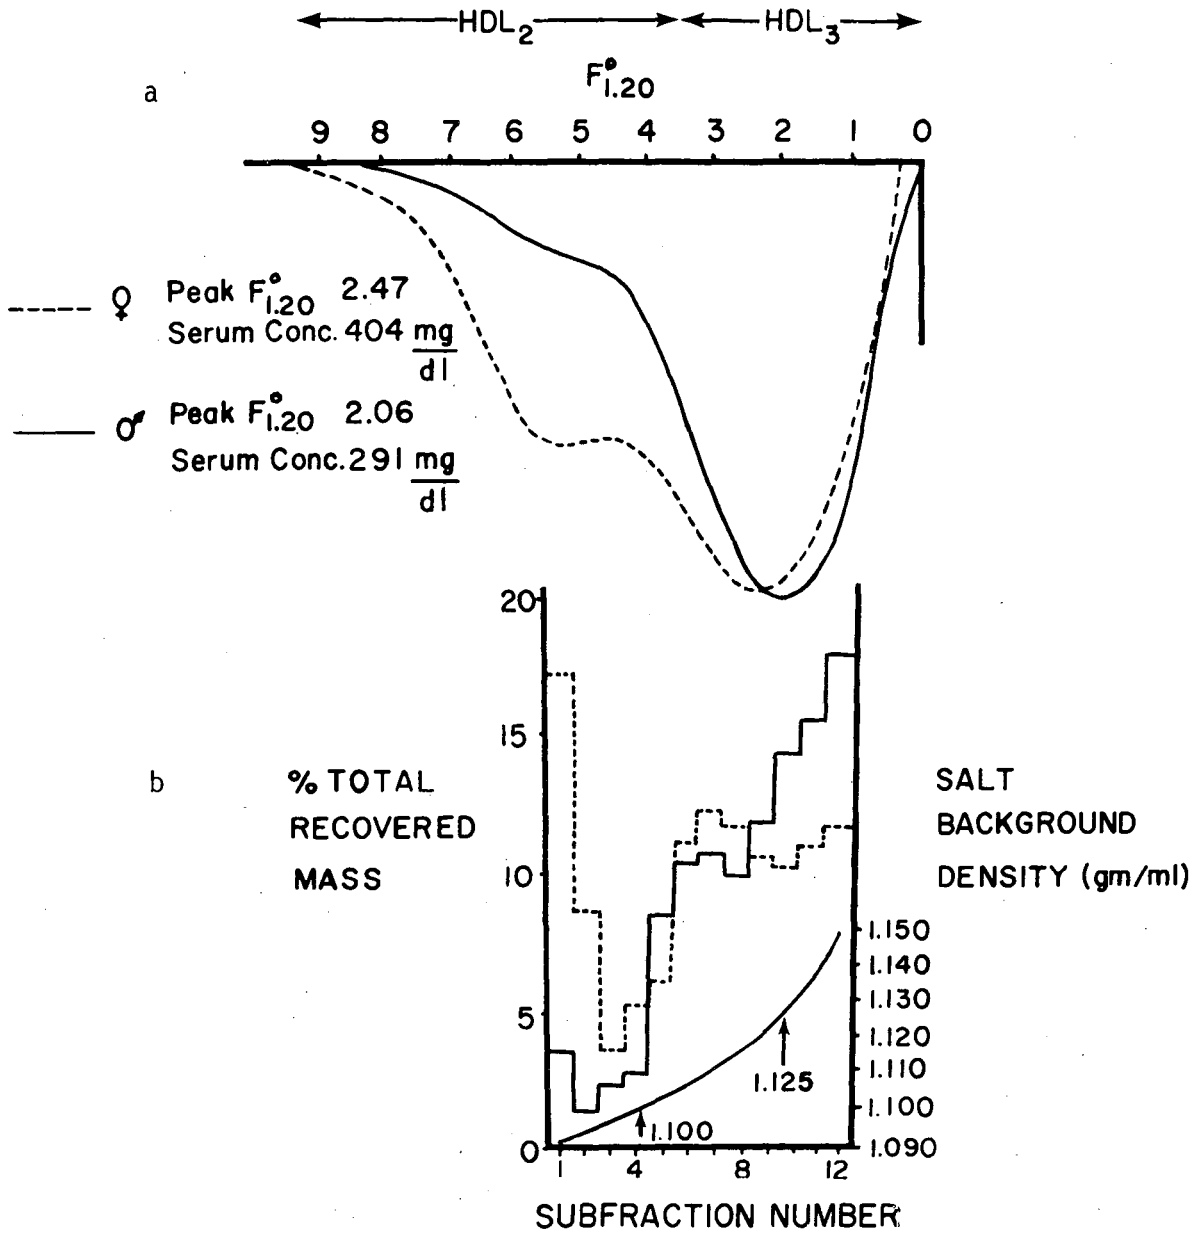 HDL2 HDL3
F°1.20
a
9 8 7 6 5 4 3 2 1 0
♀ Peak F°1.20 2.47
Serum Conc. 404 mg/dl
♂ Peak F°1.20 2.06
Serum Conc. 291 mg/dl
b
% TOTAL
RECOVERED
MASS
20
15
10
5
0
SALT
BACKGROUND
DENSITY (gm/ml)
1.150
1.140
1.130
1.120
1.110
1.100
1.090
1.125
1.100
1 4 8 12
SUBFRACTION NUMBER